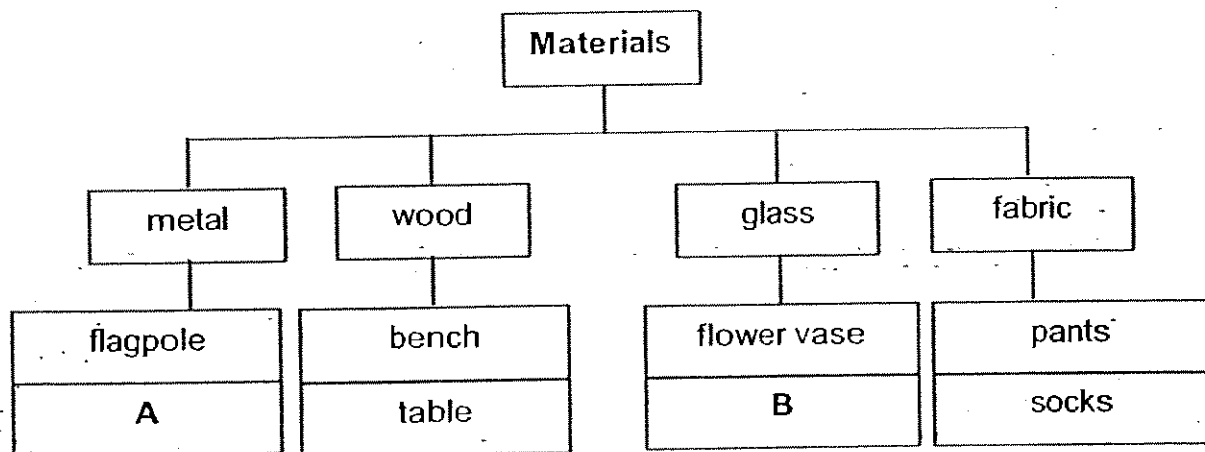 Materials
metal
wood
glass
fabric
flagpole
bench
flower vase
pants
A
table
B
socks